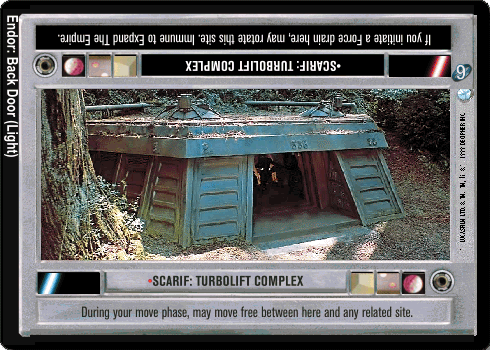 If you initiate a Force drain here, may rotate this site. Immune to Expand The Empire.
•SCARIF: TURBOLIFT COMPLEX
Endor: Back Door (Light)
9
•SCARIF: TURBOLIFT COMPLEX
During your move phase, may move free between here and any related site.